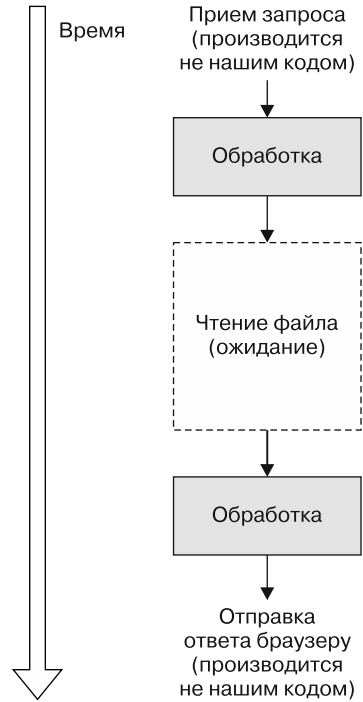 Время
Прием запроса
(производится
не нашим кодом)
Обработка
Чтение файла
(ожидание)
Обработка
Отправка
ответа браузеру
(производится
не нашим кодом)